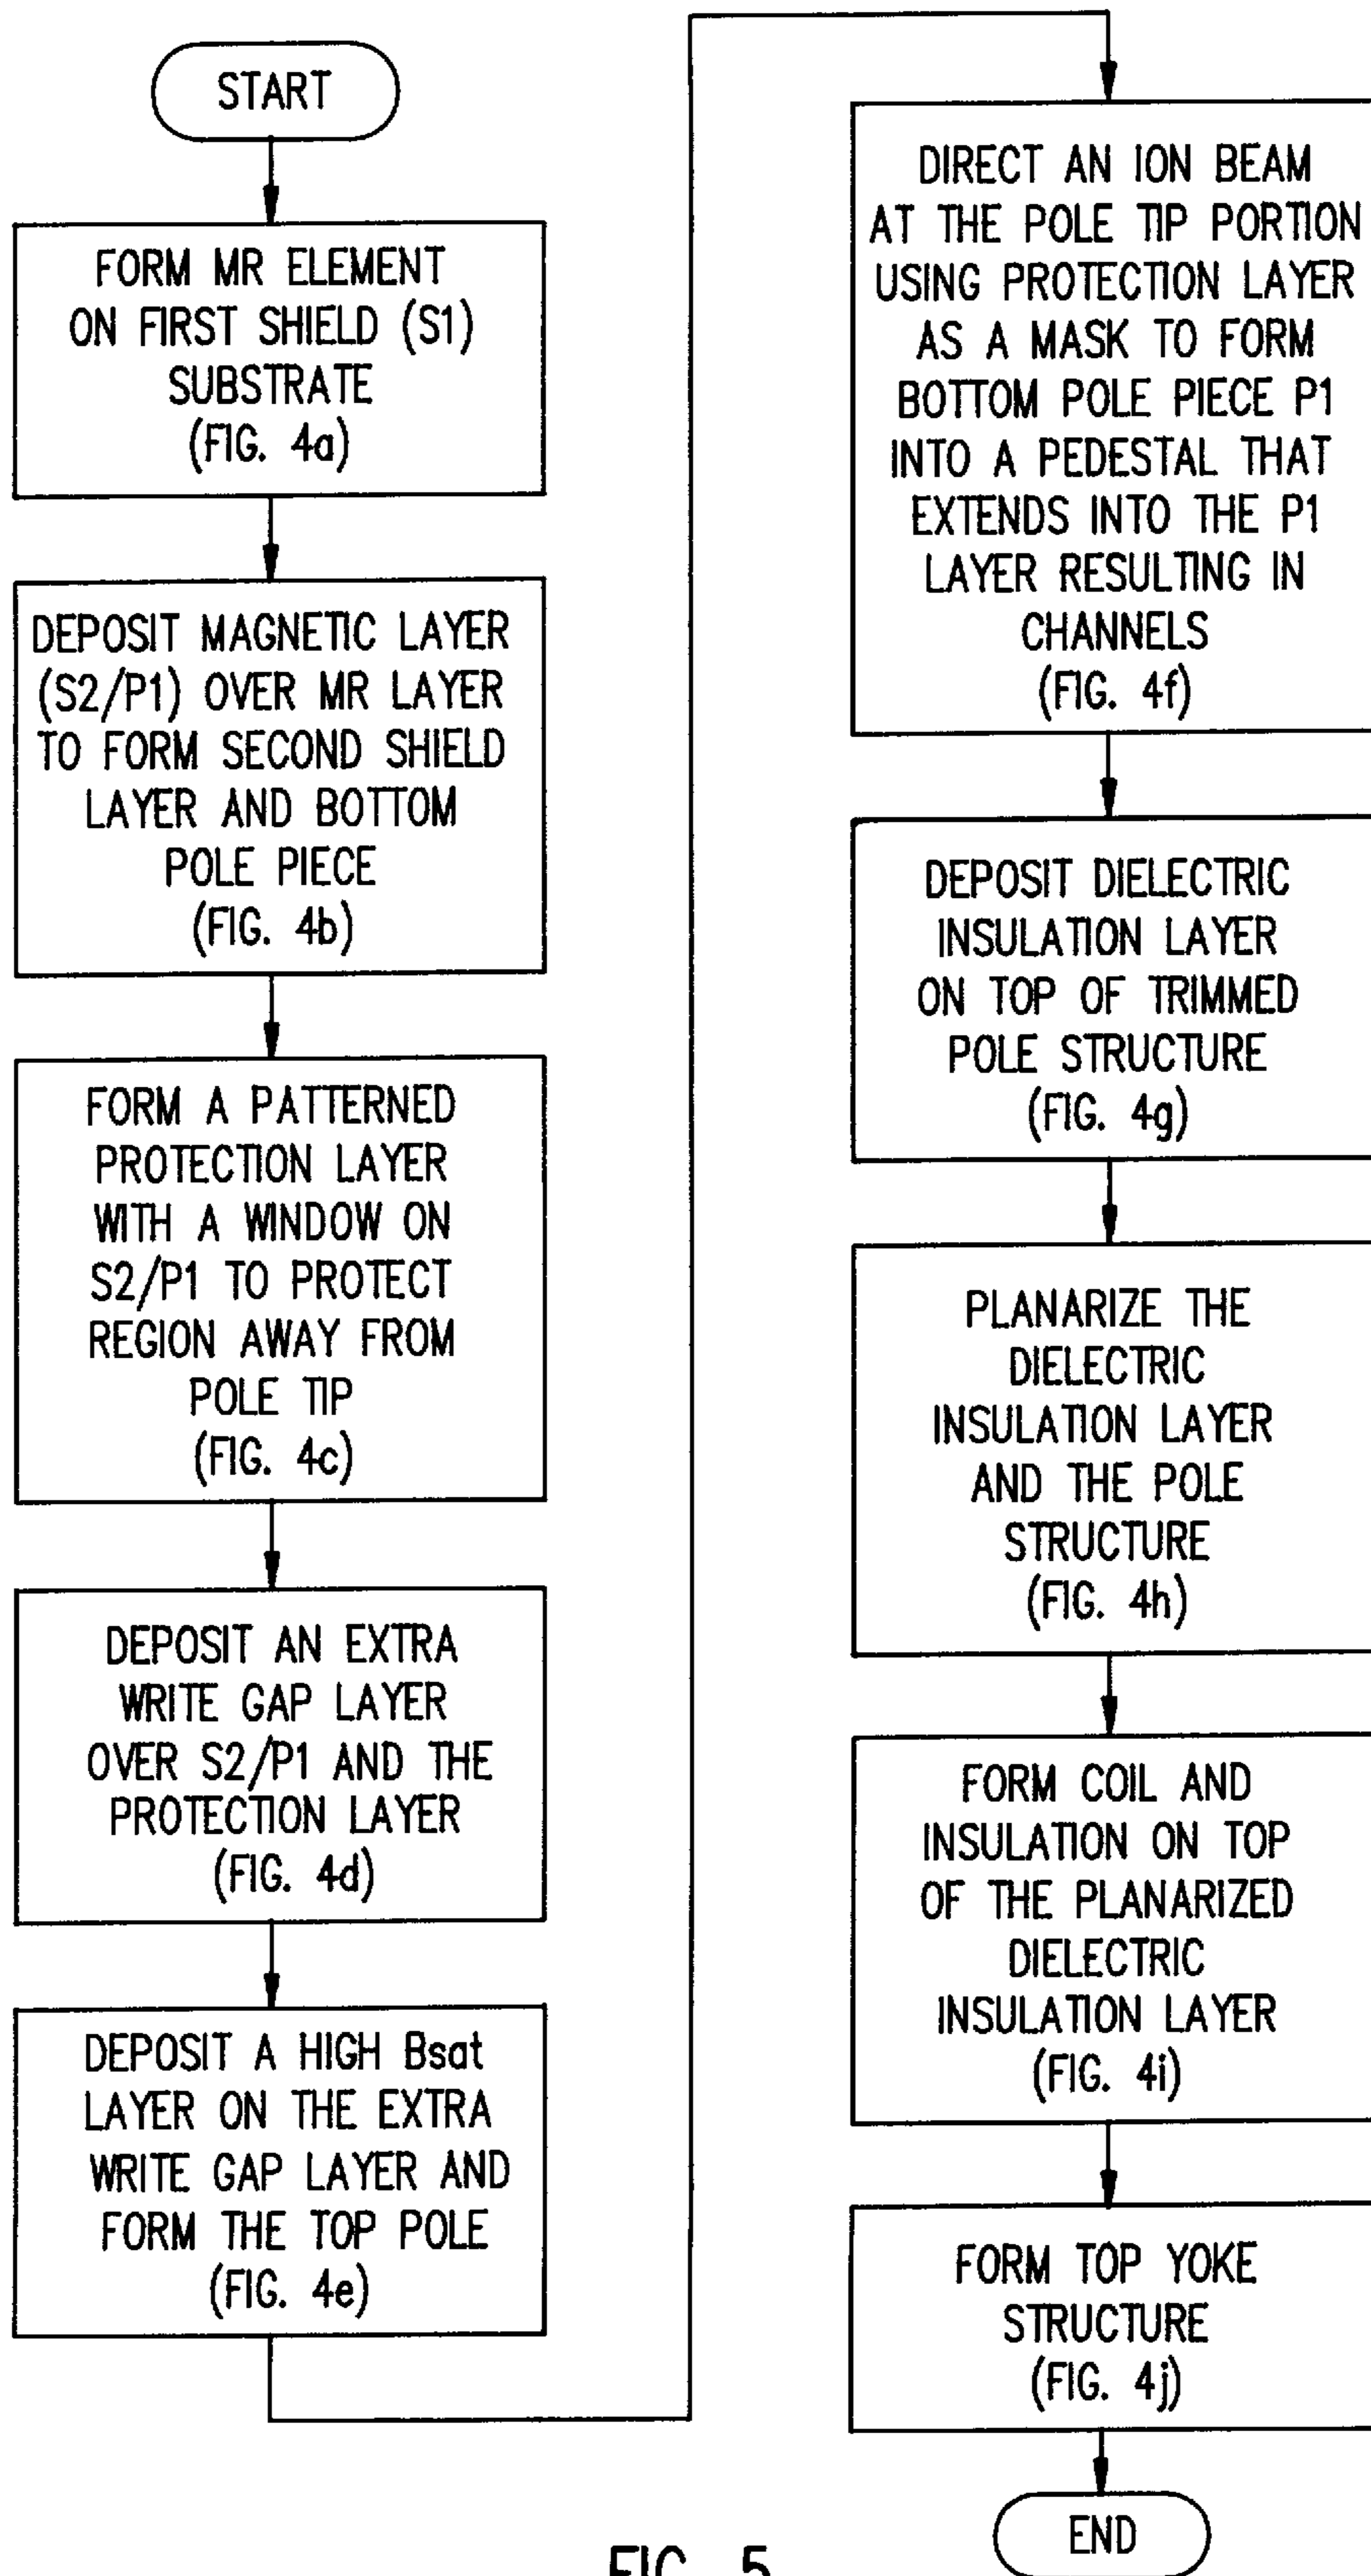 START
FORM MR ELEMENT
ON FIRST SHIELD (S1)
SUBSTRATE
(FIG. 4a)
DEPOSIT MAGNETIC LAYER
(S2/P1) OVER MR LAYER
TO FORM SECOND SHIELD
LAYER AND BOTTOM
POLE PIECE
(FIG. 4b)
FORM A PATTERNED
PROTECTION LAYER
WITH A WINDOW ON
S2/P1 TO PROTECT
REGION AWAY FROM
POLE TIP
(FIG. 4c)
DEPOSIT AN EXTRA
WRITE GAP LAYER
OVER S2/P1 AND THE
PROTECTION LAYER
(FIG. 4d)
DEPOSIT A HIGH Bsat
LAYER ON THE EXTRA
WRITE GAP LAYER AND
FORM THE TOP POLE
(FIG. 4e)
DIRECT AN ION BEAM
AT THE POLE TIP PORTION
USING PROTECTION LAYER
AS A MASK TO FORM
BOTTOM POLE PIECE P1
INTO A PEDESTAL THAT
EXTENDS INTO THE P1
LAYER RESULTING IN
CHANNELS
(FIG. 4f)
DEPOSIT DIELECTRIC
INSULATION LAYER
ON TOP OF TRIMMED
POLE STRUCTURE
(FIG. 4g)
PLANARIZE THE
DIELECTRIC
INSULATION LAYER
AND THE POLE
STRUCTURE
(FIG. 4h)
FORM COIL AND
INSULATION ON TOP
OF THE PLANARIZED
DIELECTRIC
INSULATION LAYER
(FIG. 4i)
FORM TOP YOKE
STRUCTURE
(FIG. 4j)
END
FIG. 5